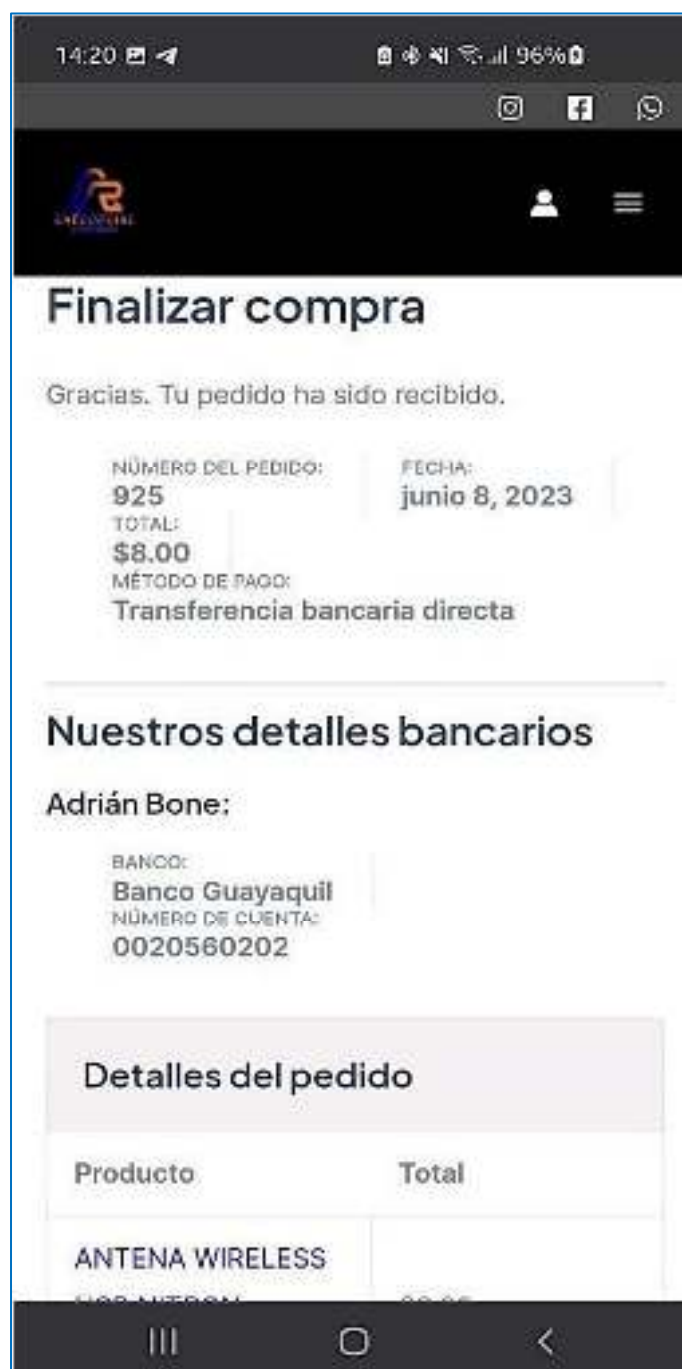 14:20 96%
Finalizar compra
Gracias. Tu pedido ha sido recibido.
NÚMERO DEL PEDIDO: FECHA:
925 junio 8, 2023
TOTAL:
$8.00
MÉTODO DE PAGO:
Transferencia bancaria directa
Nuestros detalles bancarios
Adrián Bone:
BANCO:
Banco Guayaquil
NÚMERO DE CUENTA:
0020560202
Detalles del pedido
Producto Total
ANTENA WIRELESS